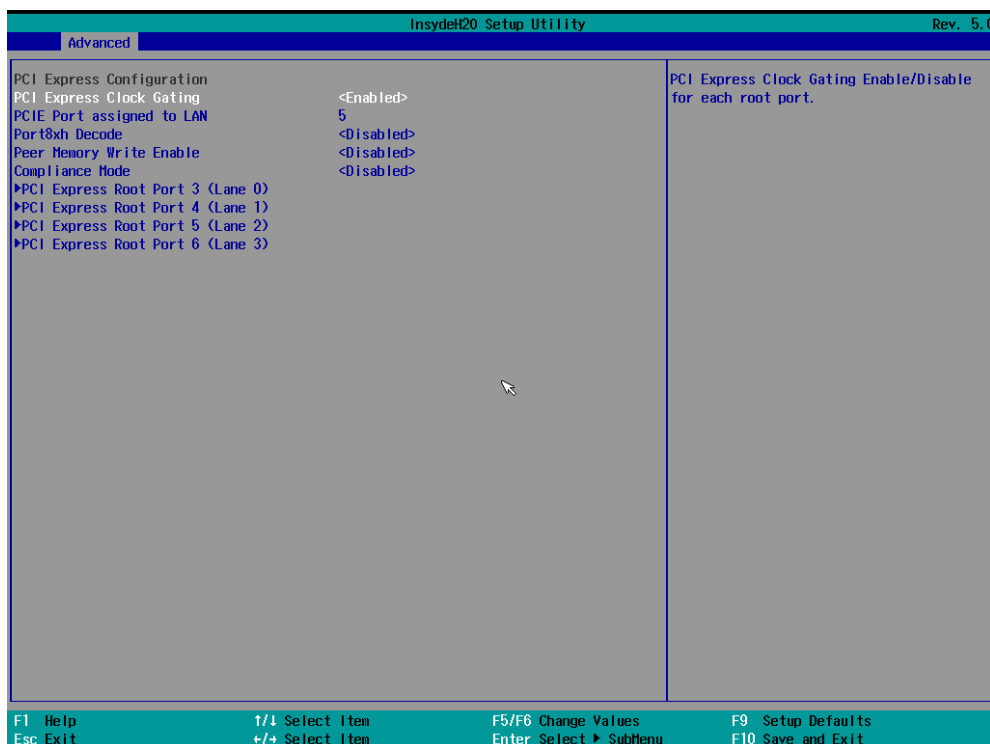 InsydeH20 Setup Utility Rev. 5.0
Advanced
PCI Express Configuration
PCI Express Clock Gating <Enabled>
PCIE Port assigned to LAN 5
Port8xh Decode <Disabled>
Peer Memory Write Enable <Disabled>
Compliance Mode <Disabled>
▶PCI Express Root Port 3 (Lane 0)
▶PCI Express Root Port 4 (Lane 1)
▶PCI Express Root Port 5 (Lane 2)
▶PCI Express Root Port 6 (Lane 3)
PCI Express Clock Gating Enable/Disable
for each root port.
F1 Help ↑/↓ Select Item F5/F6 Change Values F9 Setup Defaults
Esc Exit ←/→ Select Item Enter Select ▶ SubMenu F10 Save and Exit